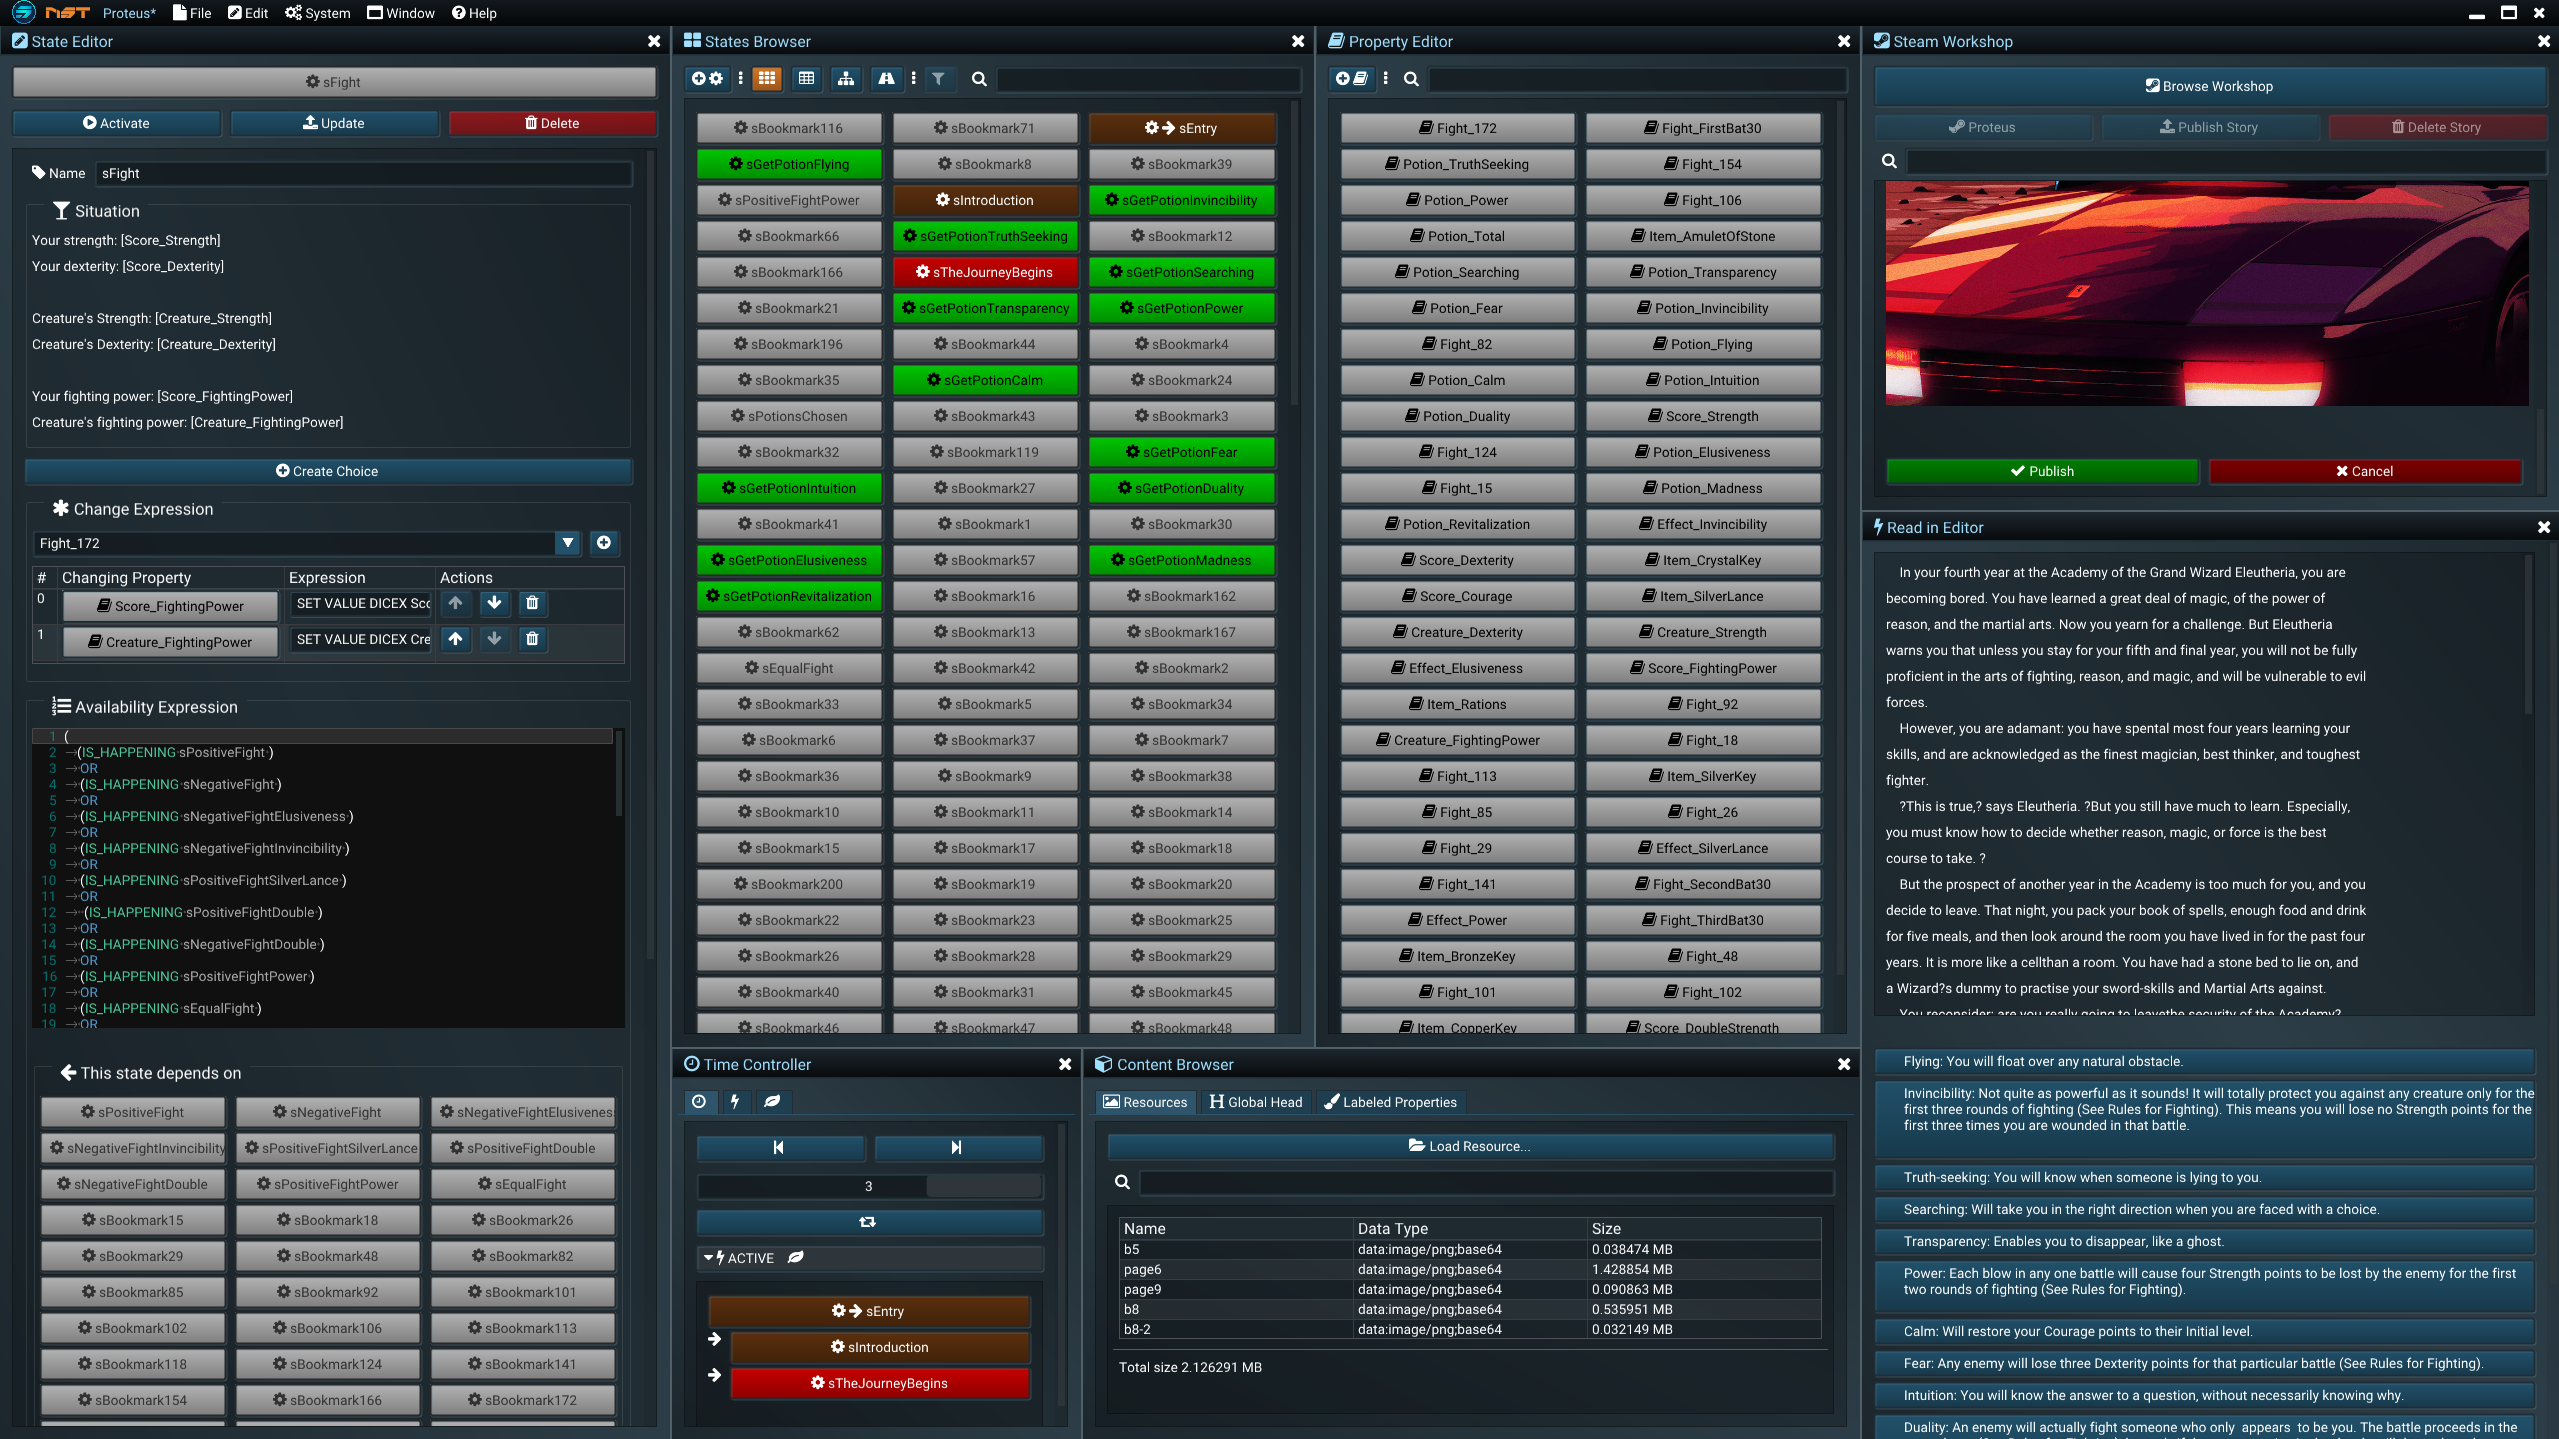 NST Proteus* File Edit System Window Help
State Editor
sFight
Activate Update Delete
Name sFight
Situation
Your strength: [Score_Strength]
Your dexterity: [Score_Dexterity]
Creature's Strength: [Creature_Strength]
Creature's Dexterity: [Creature_Dexterity]
Your fighting power: [Score_FightingPower]
Creature's fighting power: [Creature_FightingPower]
Create Choice
Change Expression
Fight_172
# Changing Property Expression Actions
0 Score_FightingPower SET VALUE DICEX Sco
1 Creature_FightingPower SET VALUE DICEX Cre
Availability Expression
1 (
2 (IS_HAPPENING sPositiveFight )
3 OR
4 (IS_HAPPENING sNegativeFight )
5 OR
6 (IS_HAPPENING sNegativeFightElusiveness )
7 OR
8 (IS_HAPPENING sNegativeFightInvincibility )
9 OR
10 (IS_HAPPENING sPositiveFightSilverLance )
11 OR
12 (IS_HAPPENING sPositiveFightDouble )
13 OR
14 (IS_HAPPENING sNegativeFightDouble )
15 OR
16 (IS_HAPPENING sPositiveFightPower )
17 OR
18 (IS_HAPPENING sEqualFight )
19 OR
This state depends on
sPositiveFight sNegativeFight sNegativeFightElusivenes
sNegativeFightInvincibility sPositiveFightSilverLance sPositiveFightDouble
sNegativeFightDouble sPositiveFightPower sEqualFight
sBookmark15 sBookmark18 sBookmark26
sBookmark29 sBookmark48 sBookmark82
sBookmark85 sBookmark92 sBookmark101
sBookmark102 sBookmark106 sBookmark113
sBookmark118 sBookmark124 sBookmark141
sBookmark154 sBookmark166 sBookmark172
States Browser
sBookmark116 sBookmark71 sEntry
sGetPotionFlying sBookmark8 sBookmark39
sPositiveFightPower sIntroduction sGetPotionInvincibility
sBookmark66 sGetPotionTruthSeeking sBookmark12
sBookmark166 sTheJourneyBegins sGetPotionSearching
sBookmark21 sGetPotionTransparency sGetPotionPower
sBookmark196 sBookmark44 sBookmark4
sBookmark35 sGetPotionCalm sBookmark24
sPotionsChosen sBookmark43 sBookmark3
sBookmark32 sBookmark119 sGetPotionFear
sGetPotionIntuition sBookmark27 sGetPotionDuality
sBookmark41 sBookmark1 sBookmark30
sGetPotionElusiveness sBookmark57 sGetPotionMadness
sGetPotionRevitalization sBookmark16 sBookmark162
sBookmark62 sBookmark13 sBookmark167
sEqualFight sBookmark42 sBookmark2
sBookmark33 sBookmark5 sBookmark34
sBookmark6 sBookmark37 sBookmark7
sBookmark36 sBookmark9 sBookmark38
sBookmark10 sBookmark11 sBookmark14
sBookmark15 sBookmark17 sBookmark18
sBookmark200 sBookmark19 sBookmark20
sBookmark22 sBookmark23 sBookmark25
sBookmark26 sBookmark28 sBookmark29
sBookmark40 sBookmark31 sBookmark45
sBookmark46 sBookmark47 sBookmark48
Property Editor
Fight_172 Fight_FirstBat30
Potion_TruthSeeking Fight_154
Potion_Power Fight_106
Potion_Total Item_AmuletOfStone
Potion_Searching Potion_Transparency
Potion_Fear Potion_Invincibility
Fight_82 Potion_Flying
Potion_Calm Potion_Intuition
Potion_Duality Score_Strength
Fight_124 Potion_Elusiveness
Fight_15 Potion_Madness
Potion_Revitalization Effect_Invincibility
Score_Dexterity Item_CrystalKey
Score_Courage Item_SilverLance
Creature_Dexterity Creature_Strength
Effect_Elusiveness Score_FightingPower
Item_Rations Fight_92
Creature_FightingPower Fight_18
Fight_113 Item_SilverKey
Fight_85 Fight_26
Fight_29 Effect_SilverLance
Fight_141 Fight_SecondBat30
Effect_Power Fight_ThirdBat30
Item_BronzeKey Fight_48
Fight_101 Fight_102
Item_CopperKey Score_DoubleStrength
Time Controller
3
ACTIVE
sEntry
sIntroduction
sTheJourneyBegins
Content Browser
Resources Global Head Labeled Properties
Load Resource...
Name Data Type Size
b5 data:image/png;base64 0.038474 MB
page6 data:image/png;base64 1.428854 MB
page9 data:image/png;base64 0.090863 MB
b8 data:image/png;base64 0.535951 MB
b8-2 data:image/png;base64 0.032149 MB
Total size 2.126291 MB
Steam Workshop
Browse Workshop
Proteus Publish Story Delete Story
Publish Cancel
Read in Editor
In your fourth year at the Academy of the Grand Wizard Eleutheria, you are
becoming bored. You have learned a great deal of magic, of the power of
reason, and the martial arts. Now you yearn for a challenge. But Eleutheria
warns you that unless you stay for your fifth and final year, you will not be fully
proficient in the arts of fighting, reason, and magic, and will be vulnerable to evil
forces.
However, you are adamant: you have spental most four years learning your
skills, and are acknowledged as the finest magician, best thinker, and toughest
fighter.
?This is true,? says Eleutheria. ?But you still have much to learn. Especially,
you must know how to decide whether reason, magic, or force is the best
course to take. ?
But the prospect of another year in the Academy is too much for you, and you
decide to leave. That night, you pack your book of spells, enough food and drink
for five meals, and then look around the room you have lived in for the past four
years. It is more like a cellthan a room. You have had a stone bed to lie on, and
a Wizard?s dummy to practise your sword-skills and Martial Arts against.
You reconsider: are you really going to leavethe security of the Academy?
Flying: You will float over any natural obstacle.
Invincibility: Not quite as powerful as it sounds! It will totally protect you against any creature only for the
first three rounds of fighting (See Rules for Fighting). This means you will lose no Strength points for the
first three times you are wounded in that battle.
Truth-seeking: You will know when someone is lying to you.
Searching: Will take you in the right direction when you are faced with a choice.
Transparency: Enables you to disappear, like a ghost.
Power: Each blow in any one battle will cause four Strength points to be lost by the enemy for the first
two rounds of fighting (See Rules for Fighting).
Calm: Will restore your Courage points to their Initial level.
Fear: Any enemy will lose three Dexterity points for that particular battle (See Rules for Fighting).
Intuition: You will know the answer to a question, without necessarily knowing why.
Duality: An enemy will actually fight someone who only appears to be you. The battle proceeds in the